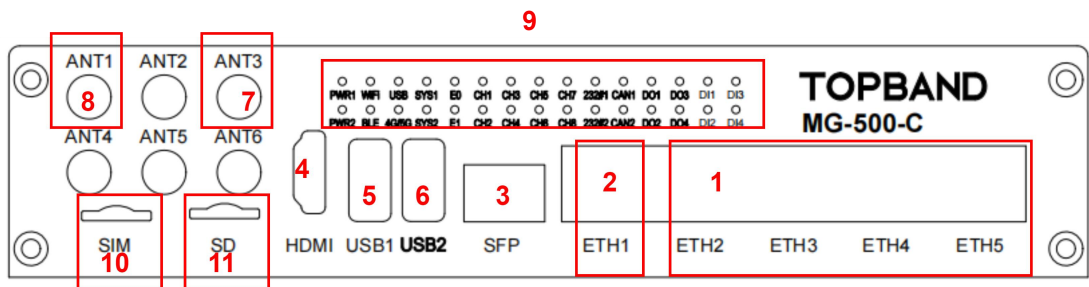 9
ANT1 ANT2 ANT3
8 7
PWR1 WIFI USB SYS1 E0 CH1 CH3 CH5 CH7 232#1 CAN1 DO1 DO3 DI1 DI3
PWR2 BLE 4G/5G SYS2 E1 CH2 CH4 CH6 CH8 232#2 CAN2 DO2 DO4 DI2 DI4
TOPBAND
MG-500-C
ANT4 ANT5 ANT6
4 5 6 3 2 1
SIM SD HDMI USB1 USB2 SFP ETH1 ETH2 ETH3 ETH4 ETH5
10 11